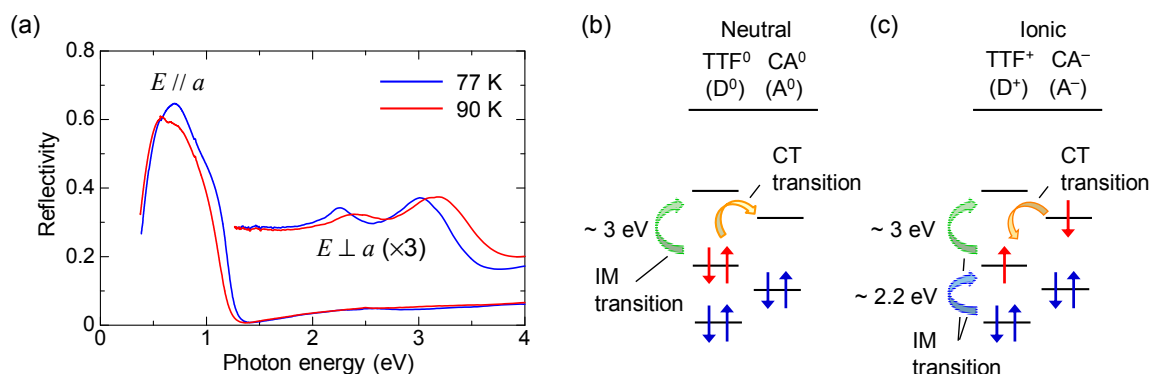 (a)
0.8
0.6
0.4
0.2
0
Reflectivity
E // a
77 K
90 K
E ⊥ a (×3)
0 1 2 3 4
Photon energy (eV)
(b)
Neutral
TTF⁰ CA⁰
(D⁰) (A⁰)
CT
transition
~ 3 eV
IM
transition
(c)
Ionic
TTF⁺ CA⁻
(D⁺) (A⁻)
CT
transition
~ 3 eV
~ 2.2 eV
IM
transition